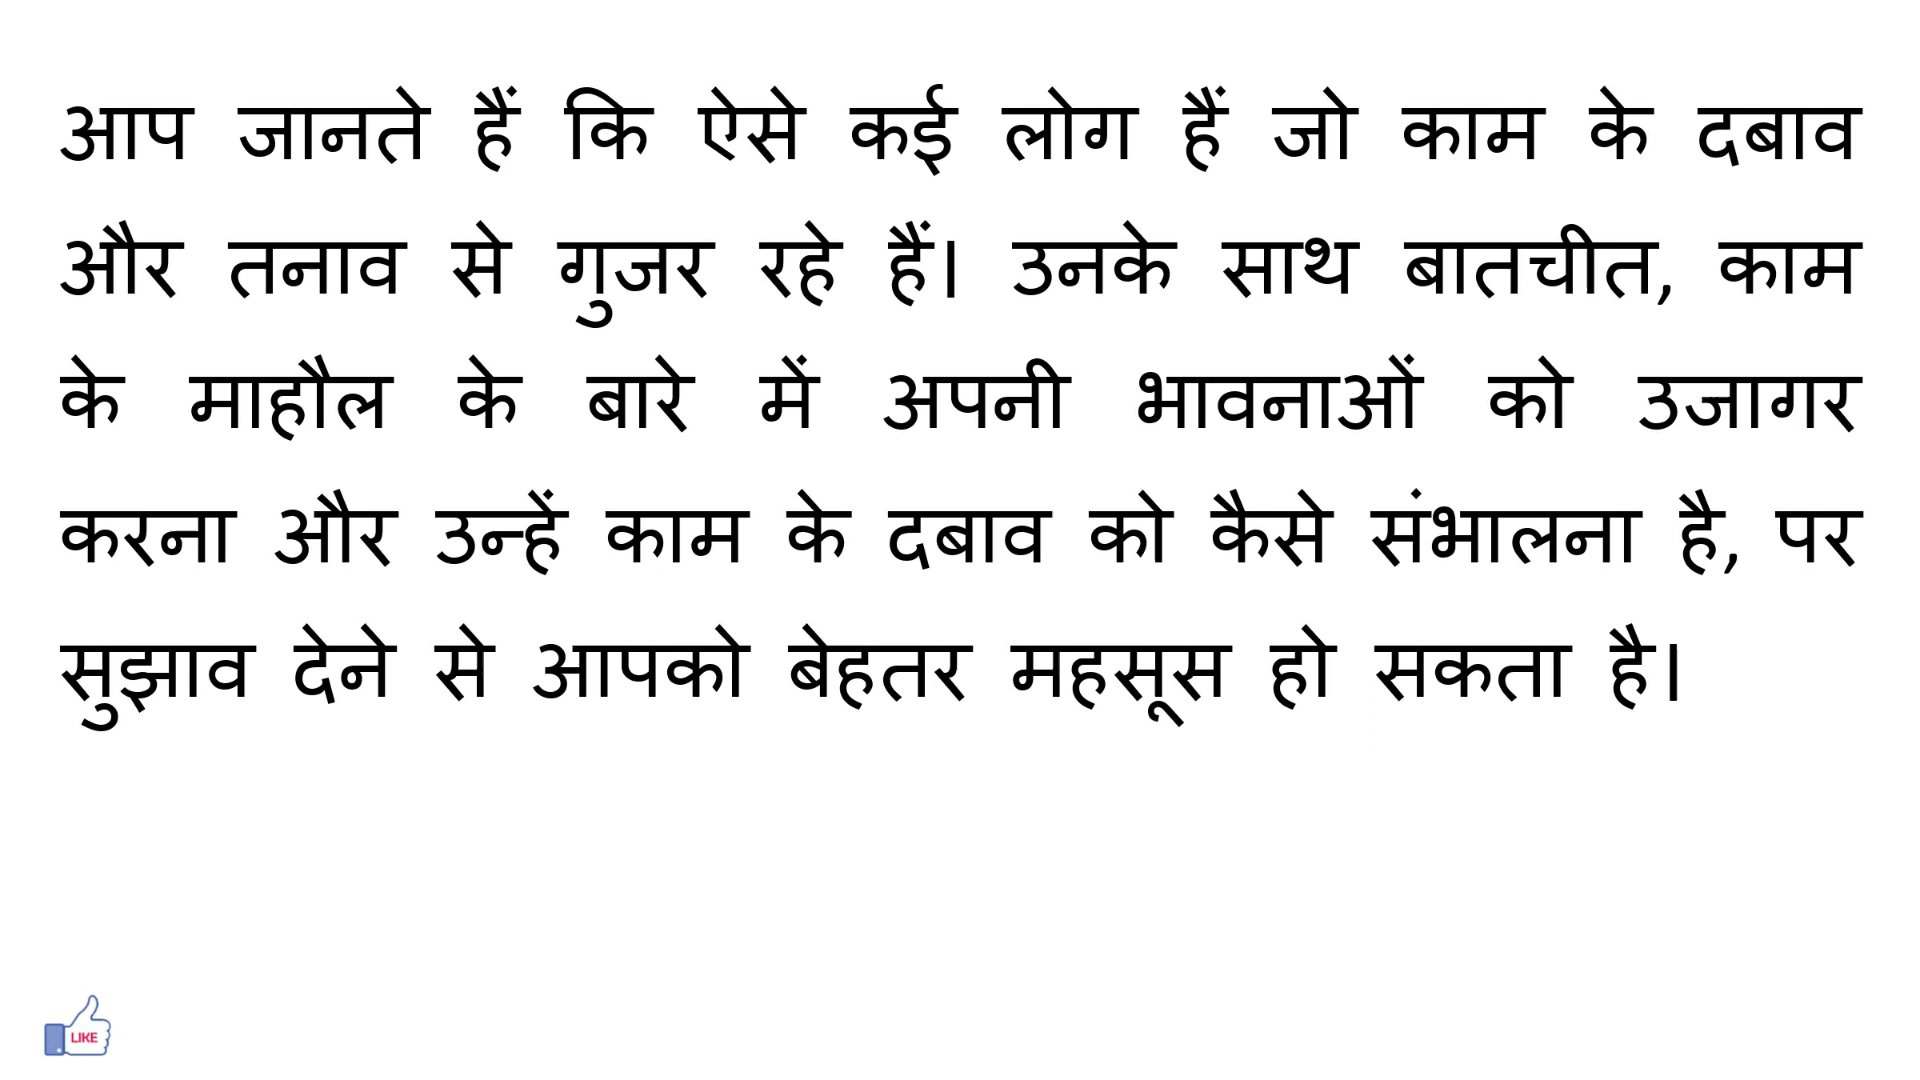 आप जानते हैं कि ऐसे कई लोग हैं जो काम के दबाव
और तनाव से गुजर रहे हैं। उनके साथ बातचीत, काम
के माहौल के बारे में अपनी भावनाओं को उजागर
करना और उन्हें काम के दबाव को कैसे संभालना है, पर
सुझाव देने से आपको बेहतर महसूस हो सकता है।
LIKE